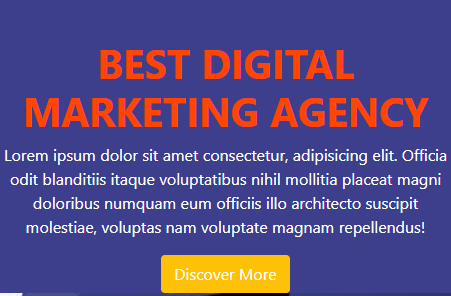 BEST DIGITAL
MARKETING AGENCY
Lorem ipsum dolor sit amet consectetur, adipisicing elit. Officia
odit blanditiis itaque voluptatibus nihil mollitia placeat magni
doloribus numquam eum officiis illo architecto suscipit
molestiae, voluptas nam voluptate magnam repellendus!
Discover More